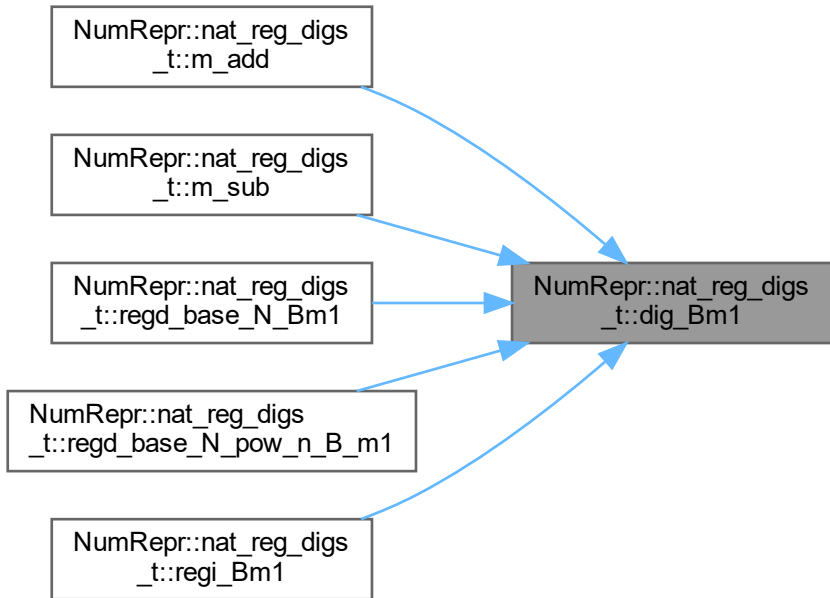 NumRepr::nat_reg_digs
_t::m_add
NumRepr::nat_reg_digs
_t::m_sub
NumRepr::nat_reg_digs
_t::regd_base_N_Bm1
NumRepr::nat_reg_digs
_t::dig_Bm1
NumRepr::nat_reg_digs
_t::regd_base_N_pow_n_B_m1
NumRepr::nat_reg_digs
_t::regi_Bm1